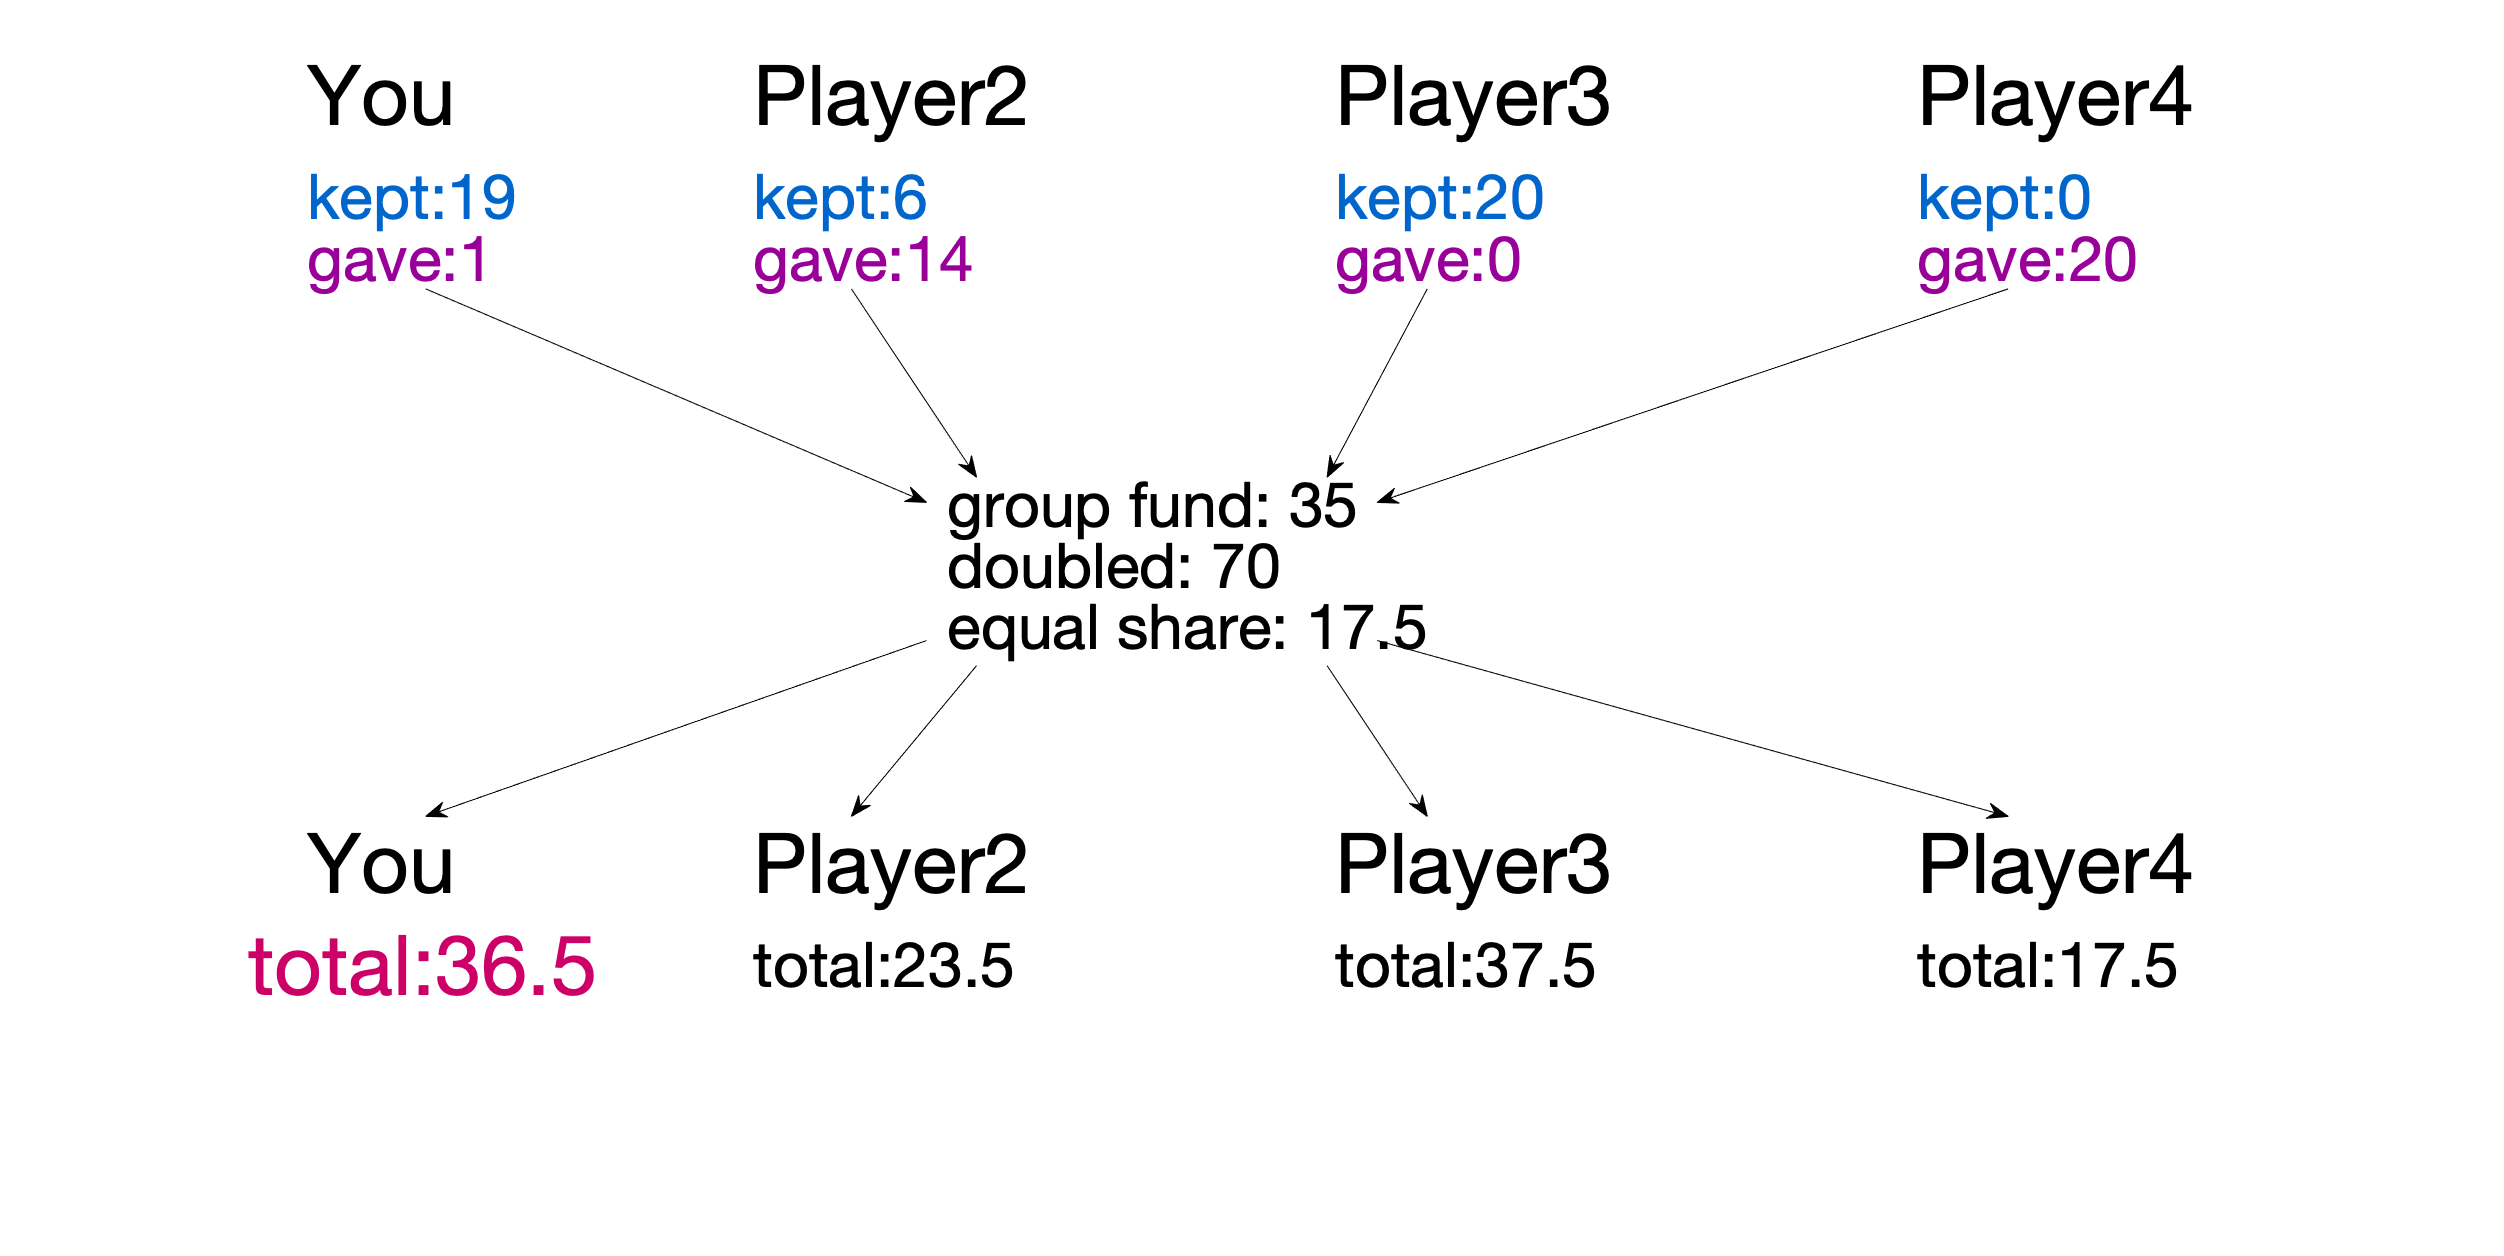 You Player2 Player3 Player4
kept:19 kept:6 kept:20 kept:0
gave:1 gave:14 gave:0 gave:20
group fund: 35
doubled: 70
equal share: 17.5
You Player2 Player3 Player4
total:36.5 total:23.5 total:37.5 total:17.5